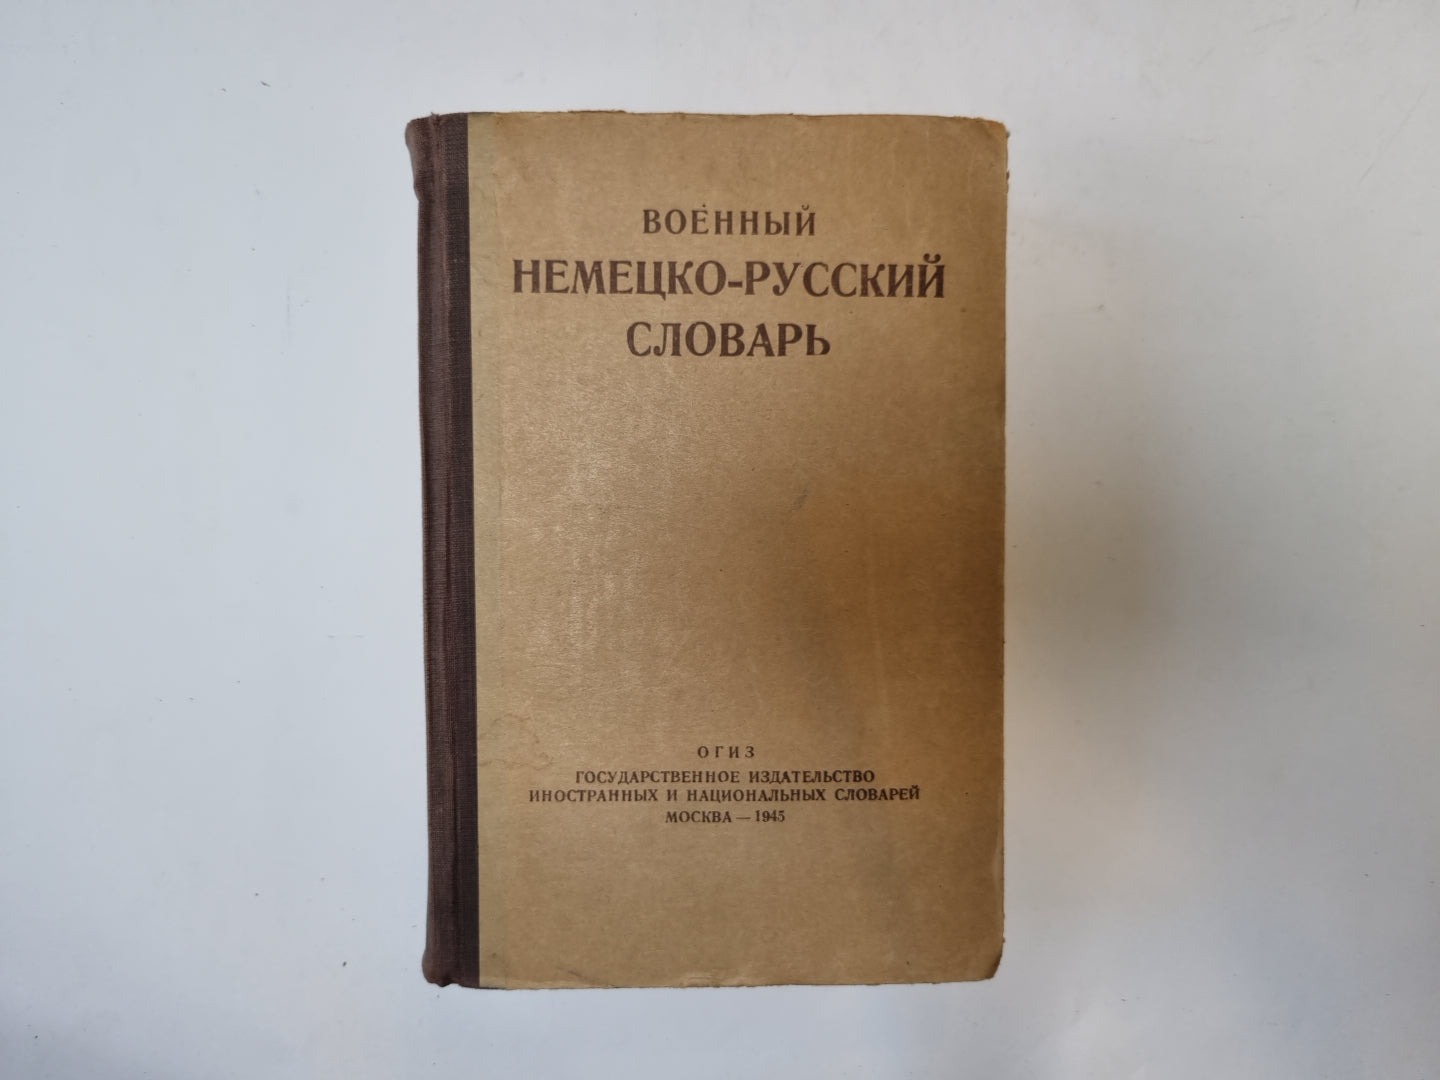 ВОЕННЫЙ
НЕМЕЦКО-РУССКИЙ
СЛОВАРЬ
ОГИЗ
ГОСУДАРСТВЕННОЕ ИЗДАТЕЛЬСТВО
ИНОСТРАННЫХ И НАЦИОНАЛЬНЫХ СЛОВАРЕЙ
МОСКВА — 1945